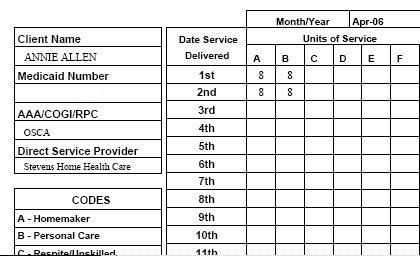 Month/Year Apr-06
Client Name Date Service Delivered Units of Service
ANNIE ALLEN A B C D E F
Medicaid Number 1st 8 8
2nd 8 8
AAA/COGI/RPC 3rd
OSCA 4th
Direct Service Provider 5th
Stevens Home Health Care 6th
7th
CODES 8th
A - Homemaker 9th
B - Personal Care 10th
C - Respite/Unskilled 11th